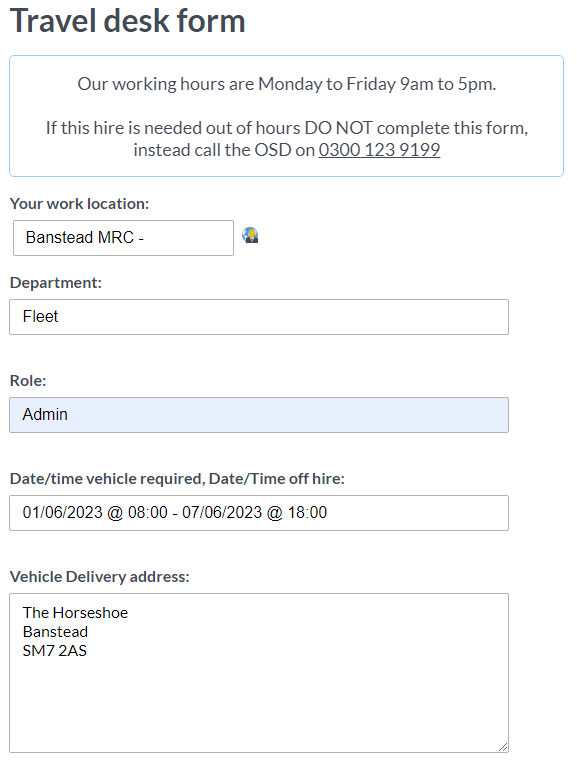 Travel desk form
Our working hours are Monday to Friday 9am to 5pm.
If this hire is needed out of hours DO NOT complete this form,
instead call the OSD on 0300 123 9199
Your work location:
Banstead MRC -
Department:
Fleet
Role:
Admin
Date/time vehicle required, Date/Time off hire:
01/06/2023 @ 08:00 - 07/06/2023 @ 18:00
Vehicle Delivery address:
The Horseshoe
Banstead
SM7 2AS